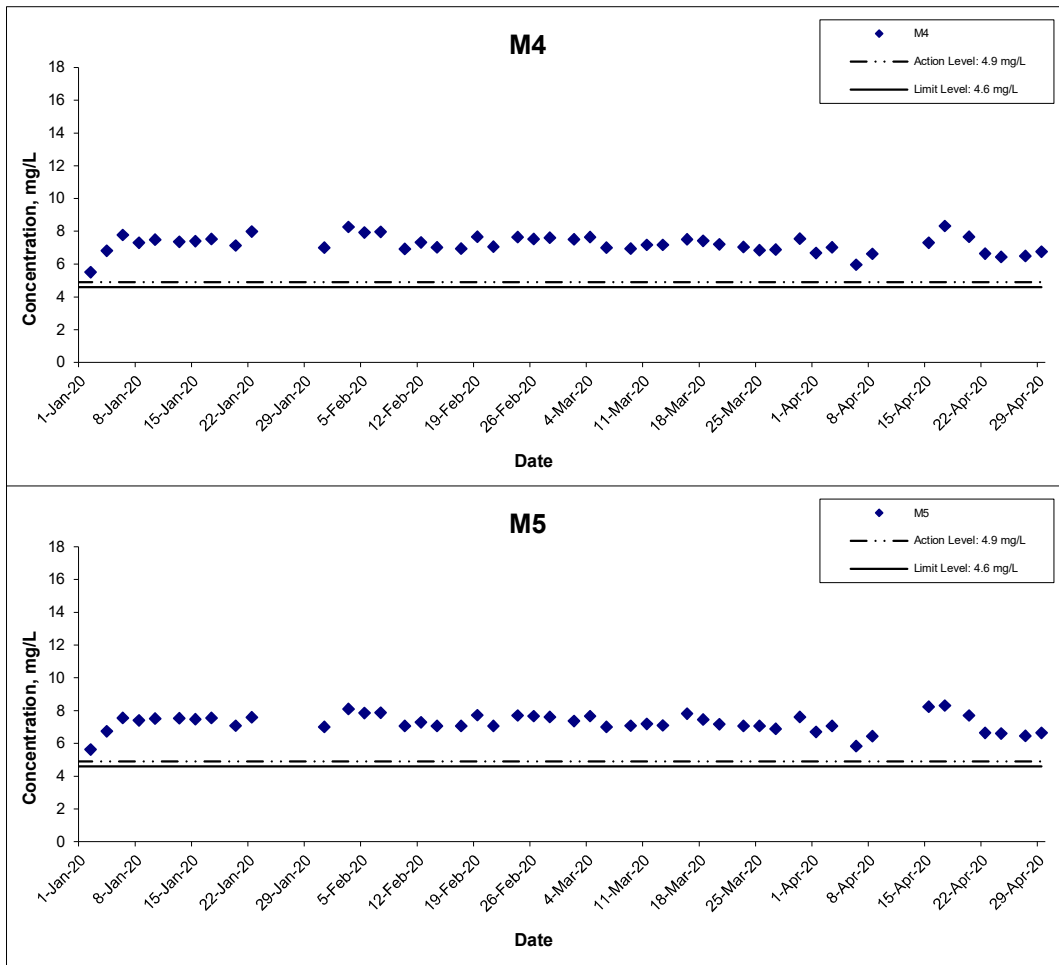 M4
M4
Action Level: 4.9 mg/L
Limit Level: 4.6 mg/L
Concentration, mg/L
18
16
14
12
10
8
6
4
2
0
1-Jan-20
8-Jan-20
15-Jan-20
22-Jan-20
29-Jan-20
5-Feb-20
12-Feb-20
19-Feb-20
26-Feb-20
4-Mar-20
11-Mar-20
18-Mar-20
25-Mar-20
1-Apr-20
8-Apr-20
15-Apr-20
22-Apr-20
29-Apr-20
Date
M5
M5
Action Level: 4.9 mg/L
Limit Level: 4.6 mg/L
Concentration, mg/L
18
16
14
12
10
8
6
4
2
0
1-Jan-20
8-Jan-20
15-Jan-20
22-Jan-20
29-Jan-20
5-Feb-20
12-Feb-20
19-Feb-20
26-Feb-20
4-Mar-20
11-Mar-20
18-Mar-20
25-Mar-20
1-Apr-20
8-Apr-20
15-Apr-20
22-Apr-20
29-Apr-20
Date